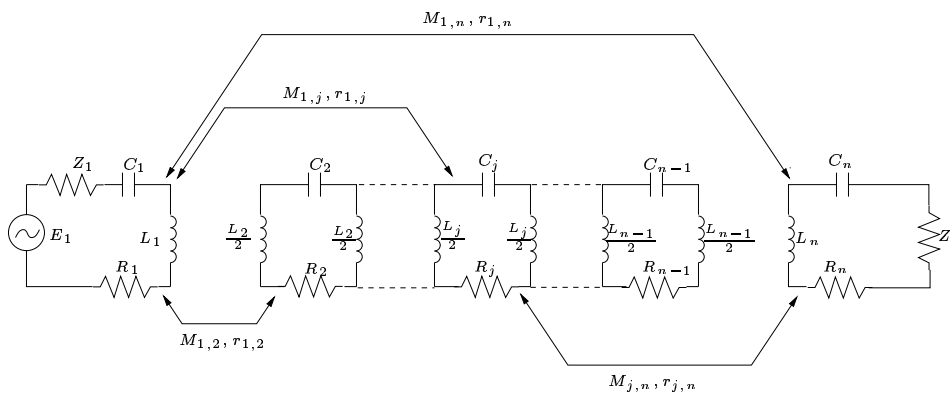 M1,n , r1,n
M1,j , r1,j
Z1 C1 C2 Cj Cn−1 Cn
E1 L1 L2/2 L2/2 Lj/2 Lj/2 Ln−1/2 Ln−1/2 Ln Z
R1 R2 Rj Rn−1 Rn
M1,2 , r1,2
Mj,n , rj,n